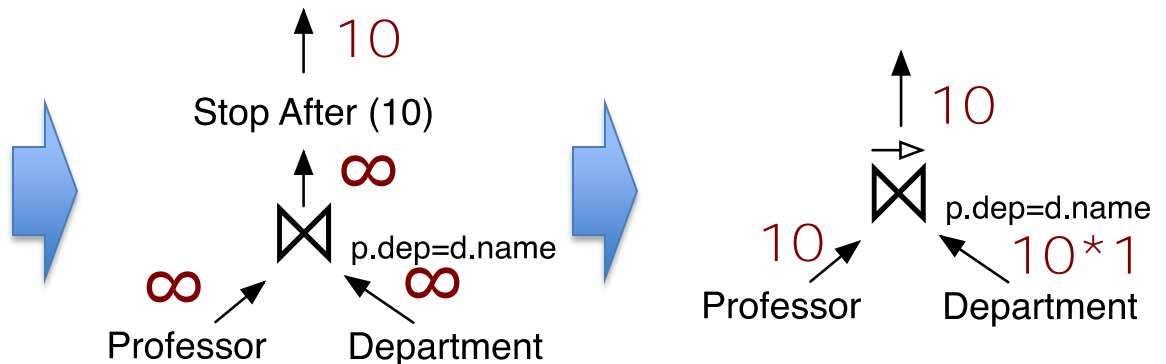 10
Stop After (10)
∞
p.dep=d.name
∞
∞
Professor
Department
10
p.dep=d.name
10
10*1
Professor
Department